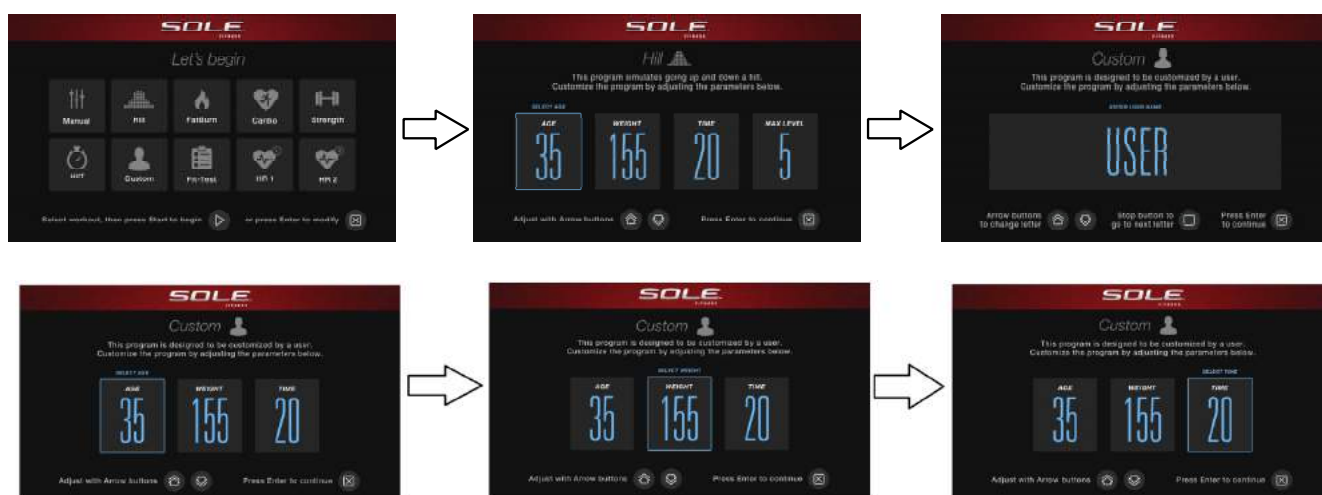 SOLE
FITNESS
Let's begin
Manual
Hill
FatBurn
Cardio
Strength
HIIT
Custom
Fit-Test
HR 1
HR 2
Select workout, then press Start to begin
or press Enter to modify
SOLE
FITNESS
Hill
This program simulates going up and down a hill.
Customize the program by adjusting the parameters below.
SELECT AGE
AGE
35
WEIGHT
155
TIME
20
MAX LEVEL
5
Adjust with Arrow buttons
Press Enter to continue
SOLE
FITNESS
Custom
This program is designed to be customized by a user.
Customize the program by adjusting the parameters below.
ENTER USER NAME
USER
Arrow buttons
to change letter
Stop button to
go to next letter
Press Enter
to continue
SOLE
FITNESS
Custom
This program is designed to be customized by a user.
Customize the program by adjusting the parameters below.
SELECT AGE
AGE
35
WEIGHT
155
TIME
20
Adjust with Arrow buttons
Press Enter to continue
SOLE
FITNESS
Custom
This program is designed to be customized by a user.
Customize the program by adjusting the parameters below.
SELECT WEIGHT
AGE
35
WEIGHT
155
TIME
20
Adjust with Arrow buttons
Press Enter to continue
SOLE
FITNESS
Custom
This program is designed to be customized by a user.
Customize the program by adjusting the parameters below.
SELECT TIME
AGE
35
WEIGHT
155
TIME
20
Adjust with Arrow buttons
Press Enter to continue